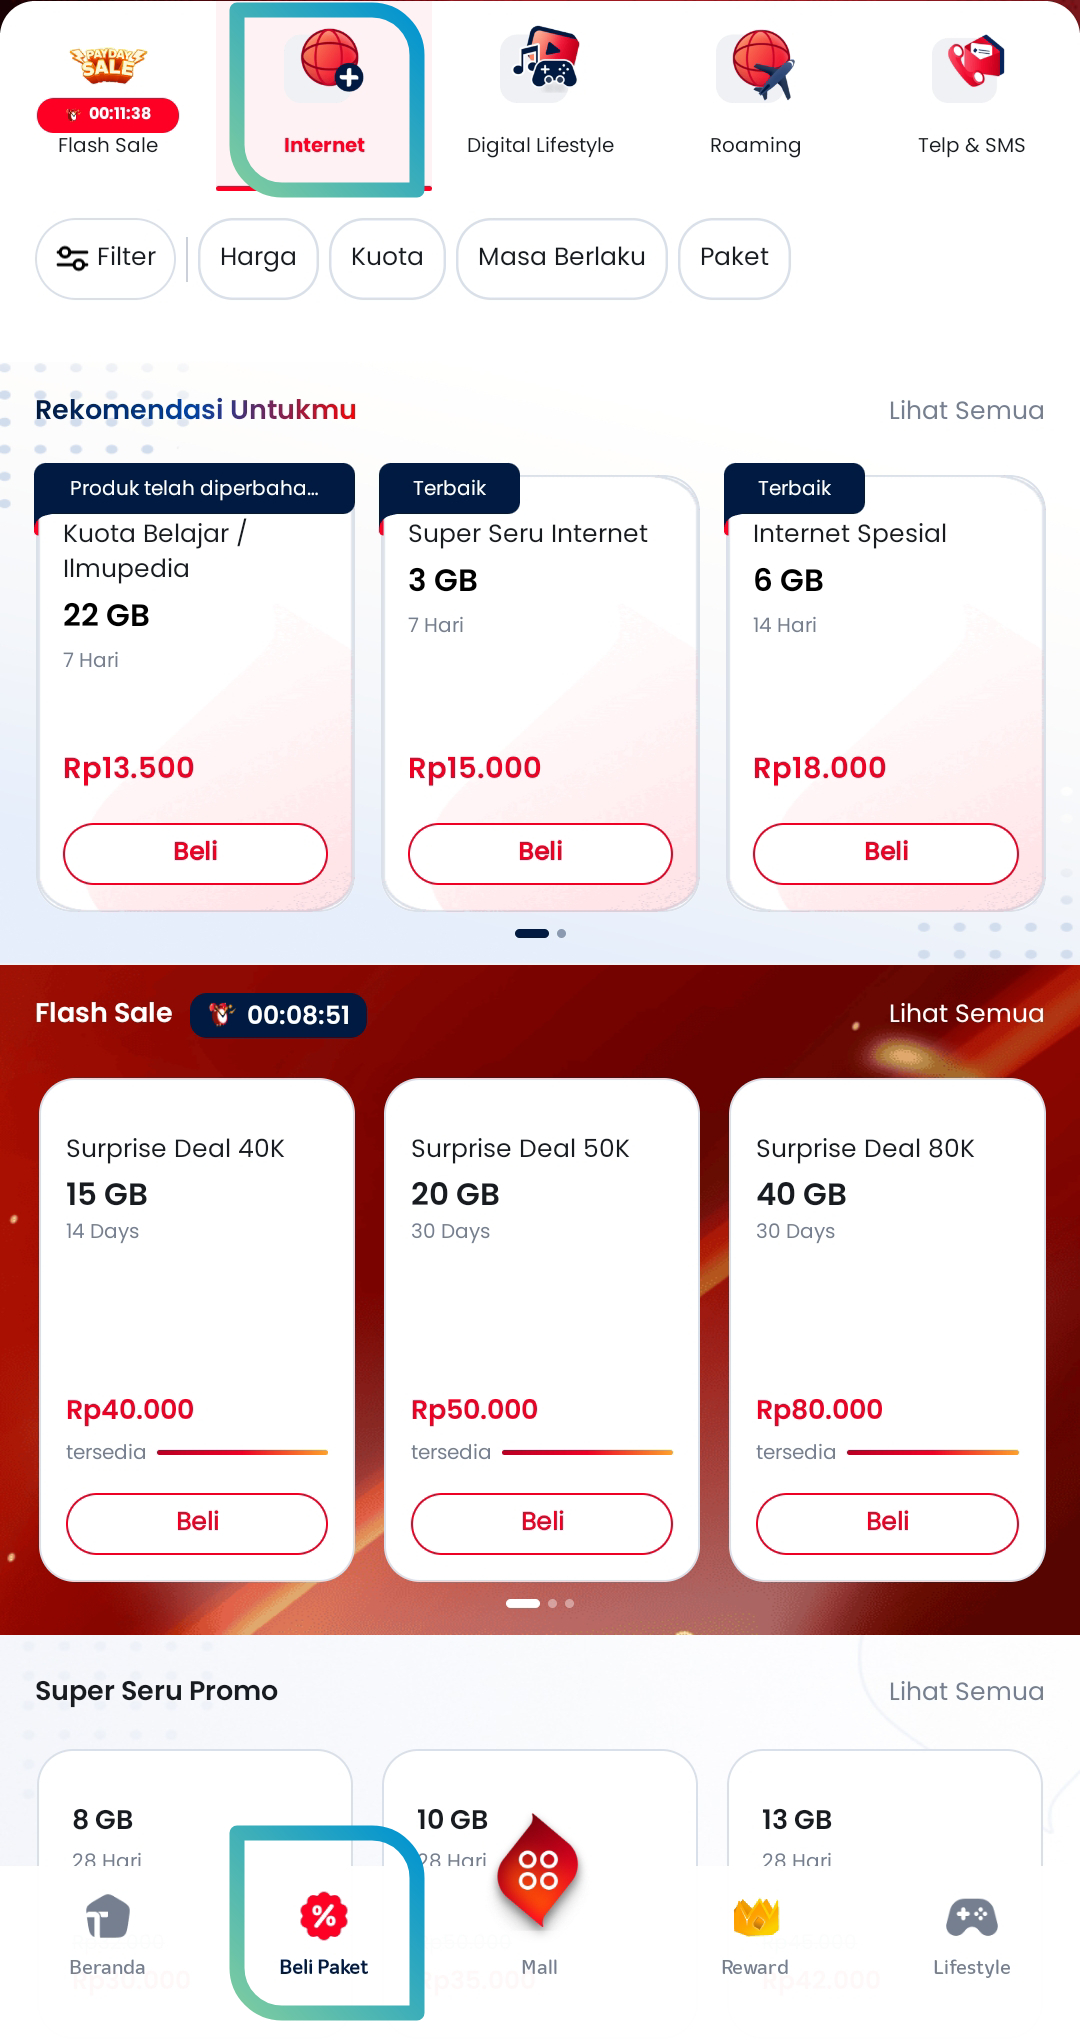 PAYDAY
SALE
00:11:38
Flash Sale
Internet
Digital Lifestyle
Roaming
Telp & SMS
Filter
Harga
Kuota
Masa Berlaku
Paket
Rekomendasi Untukmu
Lihat Semua
Produk telah diperbaha...
Kuota Belajar /
Ilmupedia
22 GB
7 Hari
Rp13.500
Beli
Terbaik
Super Seru Internet
3 GB
7 Hari
Rp15.000
Beli
Terbaik
Internet Spesial
6 GB
14 Hari
Rp18.000
Beli
Flash Sale
00:08:51
Lihat Semua
Surprise Deal 40K
15 GB
14 Days
Rp40.000
tersedia
Beli
Surprise Deal 50K
20 GB
30 Days
Rp50.000
tersedia
Beli
Surprise Deal 80K
40 GB
30 Days
Rp80.000
tersedia
Beli
Super Seru Promo
Lihat Semua
8 GB
28 Hari
Rp30.000
10 GB
28 Hari
Rp35.000
13 GB
28 Hari
Rp42.000
Beranda
Beli Paket
Mall
Reward
Lifestyle